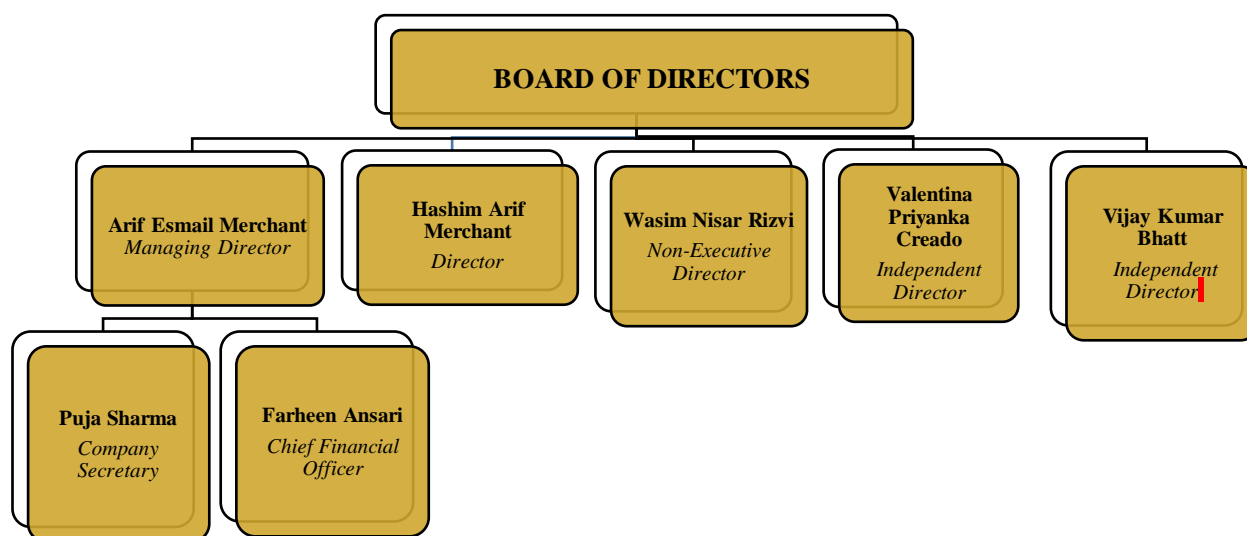 BOARD OF DIRECTORS
Arif Esmail Merchant
Managing Director
Hashim Arif
Merchant
Director
Wasim Nisar Rizvi
Non-Executive
Director
Valentina
Priyanka
Creado
Independent
Director
Vijay Kumar
Bhatt
Independent
Director
Puja Sharma
Company
Secretary
Farheen Ansari
Chief Financial
Officer